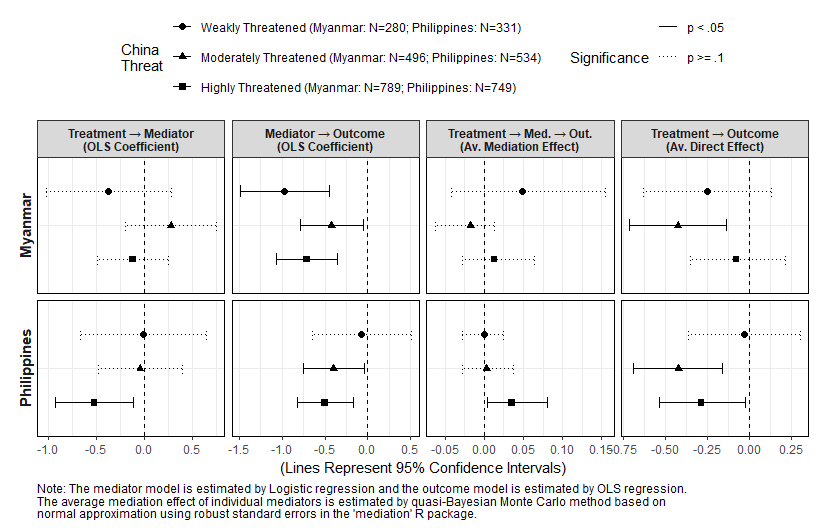 China
Threat
Weakly Threatened (Myanmar: N=280; Philippines: N=331)
Moderately Threatened (Myanmar: N=496; Philippines: N=534)
Highly Threatened (Myanmar: N=789; Philippines: N=749)
Significance
p < .05
p >= .1
Treatment → Mediator
(OLS Coefficient)
Mediator → Outcome
(OLS Coefficient)
Treatment → Med. → Out.
(Av. Mediation Effect)
Treatment → Outcome
(Av. Direct Effect)
Myanmar
Philippines
-1.0 -0.5 0.0 0.5
-1.5 -1.0 -0.5 0.0 0.5
-0.05 0.00 0.05 0.10 0.15
0.75 -0.25 0.00 0.25
(Lines Represent 95% Confidence Intervals)
Note: The mediator model is estimated by Logistic regression and the outcome model is estimated by OLS regression.
The average mediation effect of individual mediators is estimated by quasi-Bayesian Monte Carlo method based on
normal approximation using robust standard errors in the 'mediation' R package.